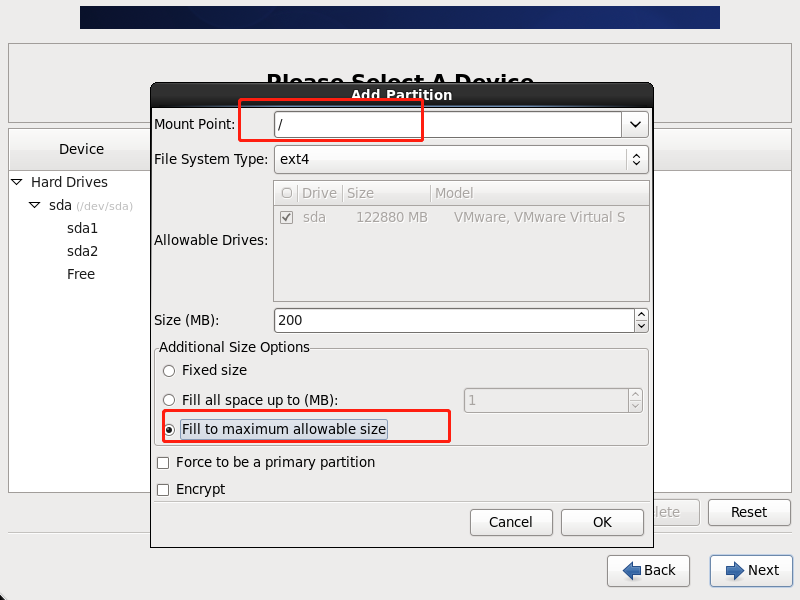 Please Select A Device
Add Partition
Mount Point: /
File System Type: ext4
Drive Size Model
sda 122880 MB VMware, VMware Virtual S
Allowable Drives:
Size (MB): 200
Additional Size Options
Fixed size
Fill all space up to (MB): 1
Fill to maximum allowable size
Force to be a primary partition
Encrypt
Cancel OK
Device
Hard Drives
sda (/dev/sda)
sda1
sda2
Free
lete Reset
Back Next